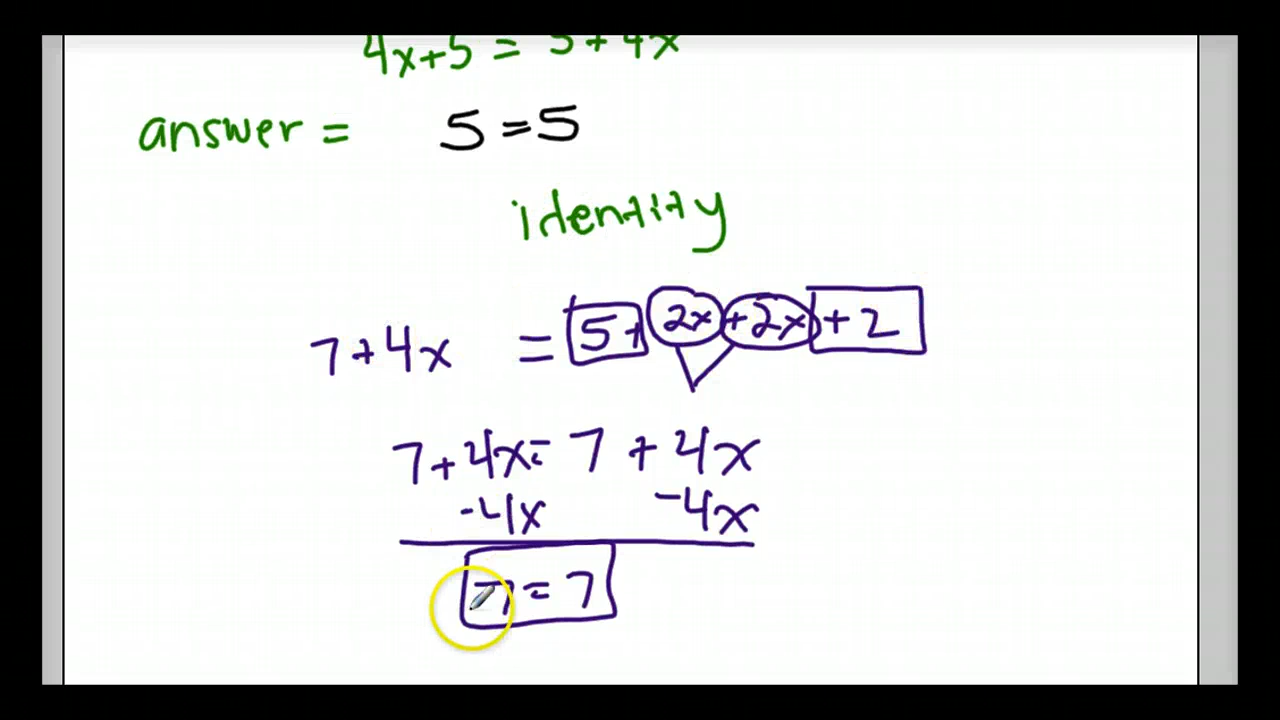 4x+5 = 5+4x
answer = 5=5
identity
7+4x = 5+ 2x +2x +2
7+4x= 7 + 4x
-4x -4x
7= 7